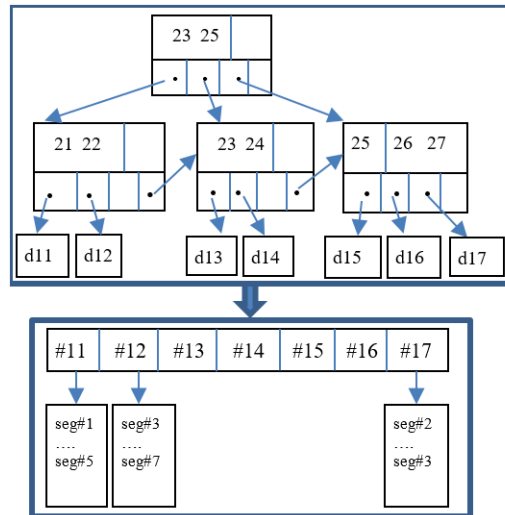 23 25
21 22 23 24 25 26 27
d11 d12 d13 d14 d15 d16 d17
#11 #12 #13 #14 #15 #16 #17
seg#1 seg#3 seg#2
.... .... ....
seg#5 seg#7 seg#3